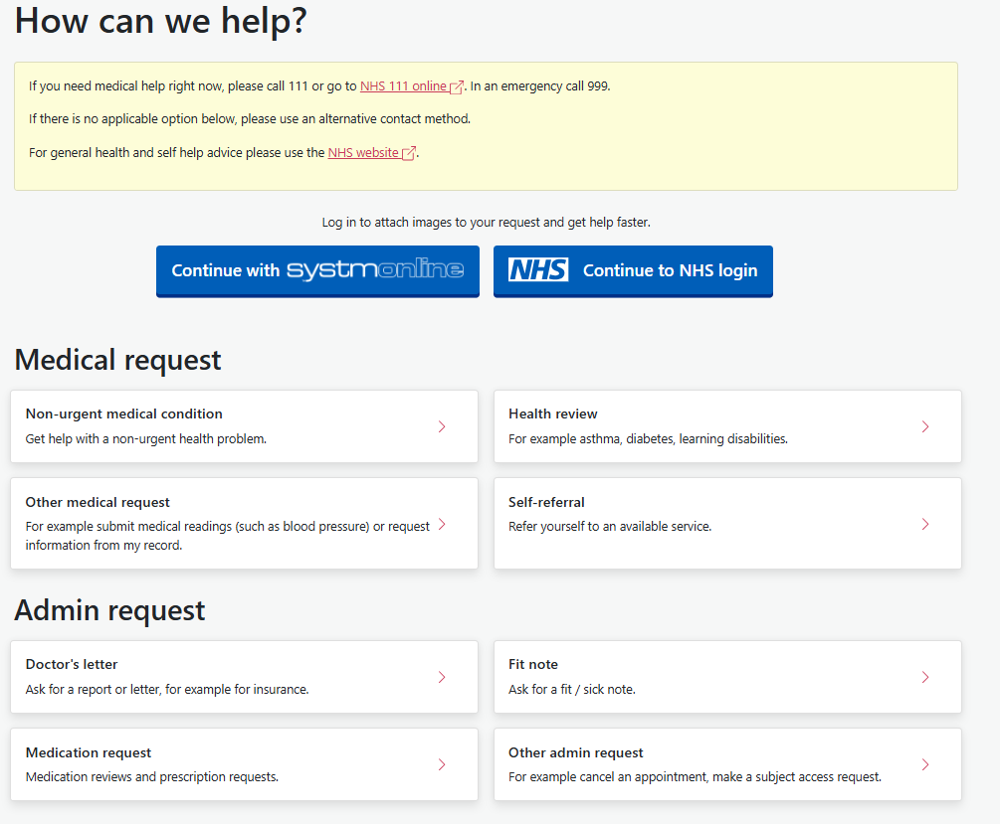 How can we help?
If you need medical help right now, please call 111 or go to NHS 111 online. In an emergency call 999.
If there is no applicable option below, please use an alternative contact method.
For general health and self help advice please use the NHS website.
Log in to attach images to your request and get help faster.
Continue with systmonline
NHS Continue to NHS login
Medical request
Non-urgent medical condition
Get help with a non-urgent health problem.
Health review
For example asthma, diabetes, learning disabilities.
Other medical request
For example submit medical readings (such as blood pressure) or request
information from my record.
Self-referral
Refer yourself to an available service.
Admin request
Doctor's letter
Ask for a report or letter, for example for insurance.
Fit note
Ask for a fit / sick note.
Medication request
Medication reviews and prescription requests.
Other admin request
For example cancel an appointment, make a subject access request.